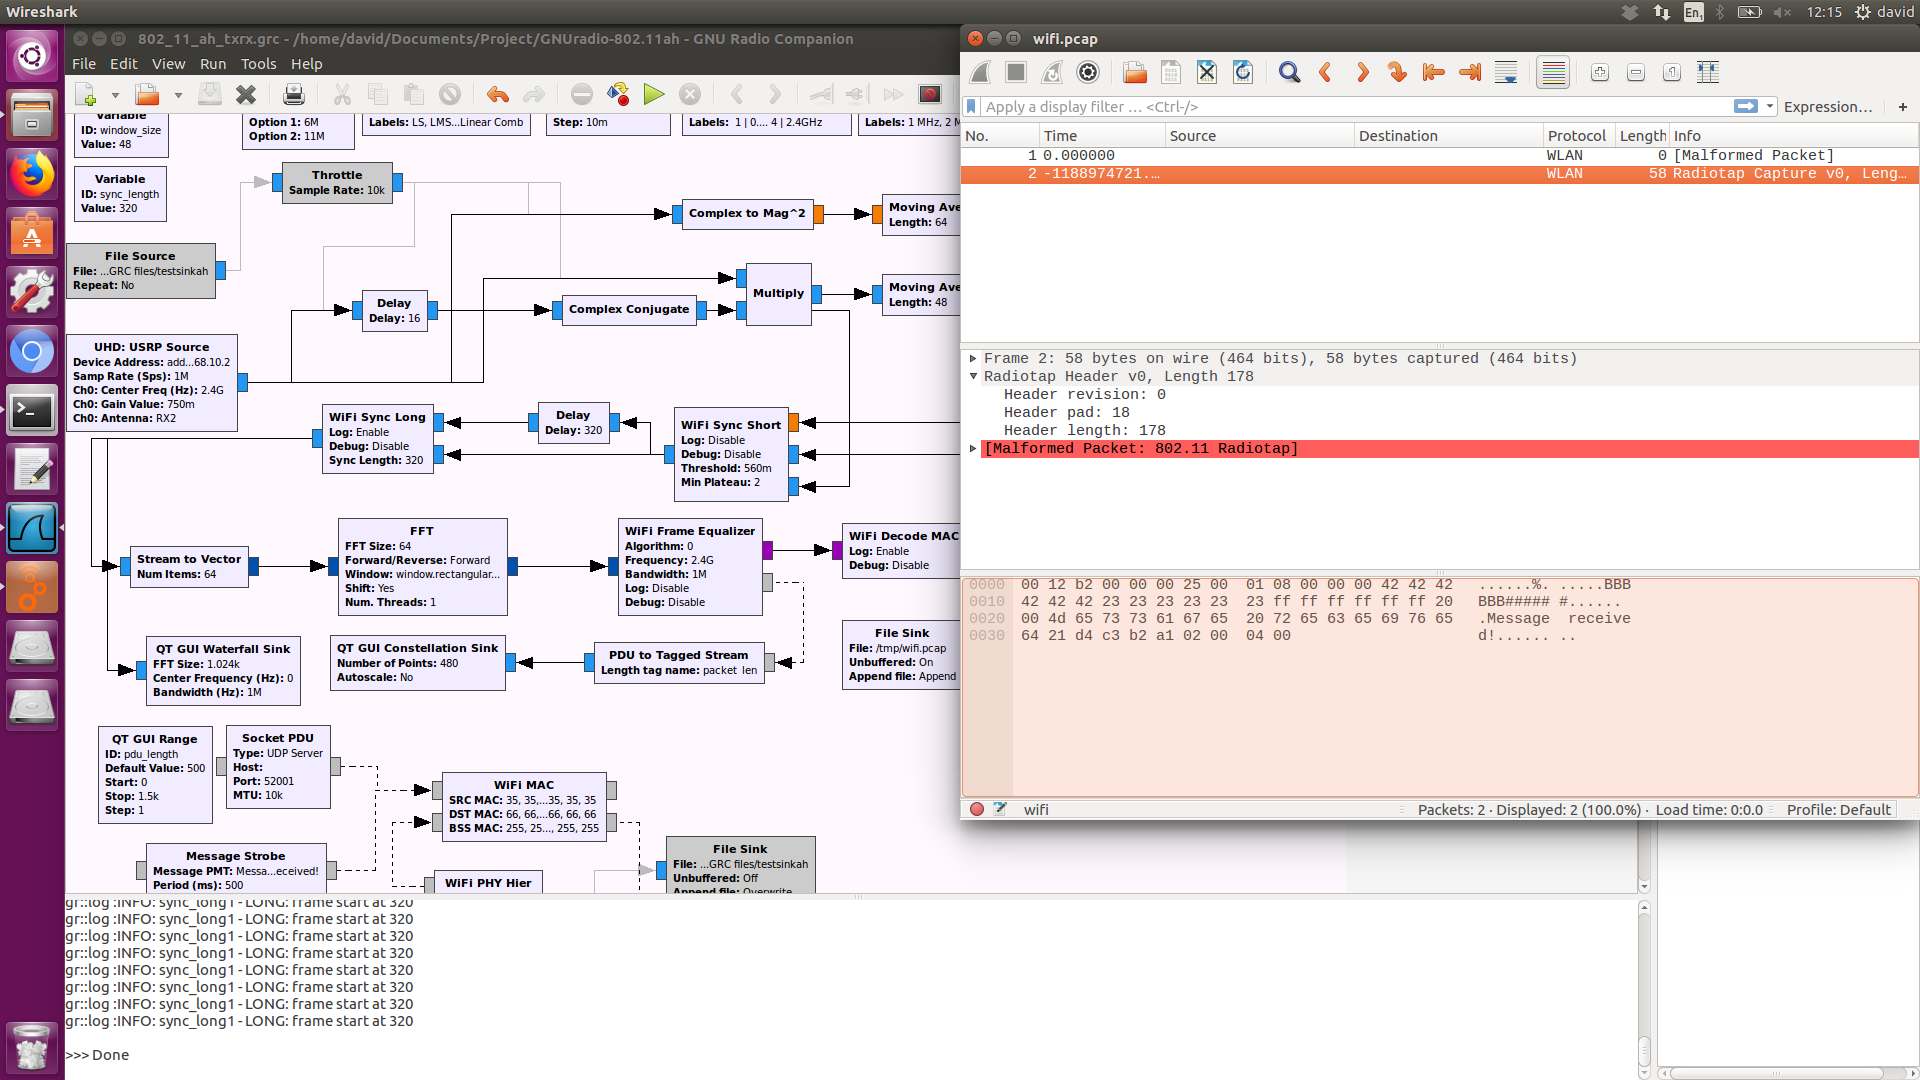 Wireshark
En1
12:15
david
802_11_ah_txrx.grc - /home/david/Documents/Project/GNUradio-802.11ah - GNU Radio Companion
File Edit View Run Tools Help
Variable
ID: window_size
Value: 48
Option 1: 6M
Option 2: 11M
Labels: LS, LMS...Linear Comb
Step: 10m
Labels: 1 | 0.... 4 | 2.4GHz
Labels: 1 MHz, 2 M
Variable
ID: sync_length
Value: 320
Throttle
Sample Rate: 10k
Complex to Mag^2
Moving Ave
Length: 64
File Source
File: ...GRC files/testsinkah
Repeat: No
Delay
Delay: 16
Complex Conjugate
Multiply
Moving Ave
Length: 48
UHD: USRP Source
Device Address: add...68.10.2
Samp Rate (Sps): 1M
Ch0: Center Freq (Hz): 2.4G
Ch0: Gain Value: 750m
Ch0: Antenna: RX2
WiFi Sync Long
Log: Enable
Debug: Disable
Sync Length: 320
Delay
Delay: 320
WiFi Sync Short
Log: Disable
Debug: Disable
Threshold: 560m
Min Plateau: 2
Stream to Vector
Num Items: 64
FFT
FFT Size: 64
Forward/Reverse: Forward
Window: window.rectangular...
Shift: Yes
Num. Threads: 1
WiFi Frame Equalizer
Algorithm: 0
Frequency: 2.4G
Bandwidth: 1M
Log: Disable
Debug: Disable
WiFi Decode MAC
Log: Enable
Debug: Disable
QT GUI Waterfall Sink
FFT Size: 1.024k
Center Frequency (Hz): 0
Bandwidth (Hz): 1M
QT GUI Constellation Sink
Number of Points: 480
Autoscale: No
PDU to Tagged Stream
Length tag name: packet_len
File Sink
File: /tmp/wifi.pcap
Unbuffered: On
Append file: Append
QT GUI Range
ID: pdu_length
Default Value: 500
Start: 0
Stop: 1.5k
Step: 1
Socket PDU
Type: UDP Server
Host:
Port: 52001
MTU: 10k
WiFi MAC
SRC MAC: 35, 35,...35, 35, 35
DST MAC: 66, 66,...66, 66, 66
BSS MAC: 255, 25..., 255, 255
Message Strobe
Message PMT: Messa...eceived!
Period (ms): 500
WiFi PHY Hier
File Sink
File: ...GRC files/testsinkah
Unbuffered: Off
Append file: Overwrite
gr::log :INFO: sync_long1 - LONG: frame start at 320
gr::log :INFO: sync_long1 - LONG: frame start at 320
gr::log :INFO: sync_long1 - LONG: frame start at 320
gr::log :INFO: sync_long1 - LONG: frame start at 320
gr::log :INFO: sync_long1 - LONG: frame start at 320
gr::log :INFO: sync_long1 - LONG: frame start at 320
gr::log :INFO: sync_long1 - LONG: frame start at 320
gr::log :INFO: sync_long1 - LONG: frame start at 320
>>> Done
wifi.pcap
Apply a display filter ... <Ctrl-/>
Expression...
+
No. Time Source Destination Protocol Length Info
1 0.000000 WLAN 0 [Malformed Packet]
2 -1188974721.... WLAN 58 Radiotap Capture v0, Leng...
Frame 2: 58 bytes on wire (464 bits), 58 bytes captured (464 bits)
Radiotap Header v0, Length 178
Header revision: 0
Header pad: 18
Header length: 178
[Malformed Packet: 802.11 Radiotap]
0000 00 12 b2 00 00 00 25 00 01 08 00 00 00 42 42 42 ......%. .....BBB
0010 42 42 42 23 23 23 23 23 23 ff ff ff ff ff ff 20 BBB##### #......
0020 00 4d 65 73 73 61 67 65 20 72 65 63 65 69 76 65 .Message receive
0030 64 21 d4 c3 b2 a1 02 00 04 00 d!...... ..
wifi
Packets: 2 · Displayed: 2 (100.0%) · Load time: 0:0.0
Profile: Default